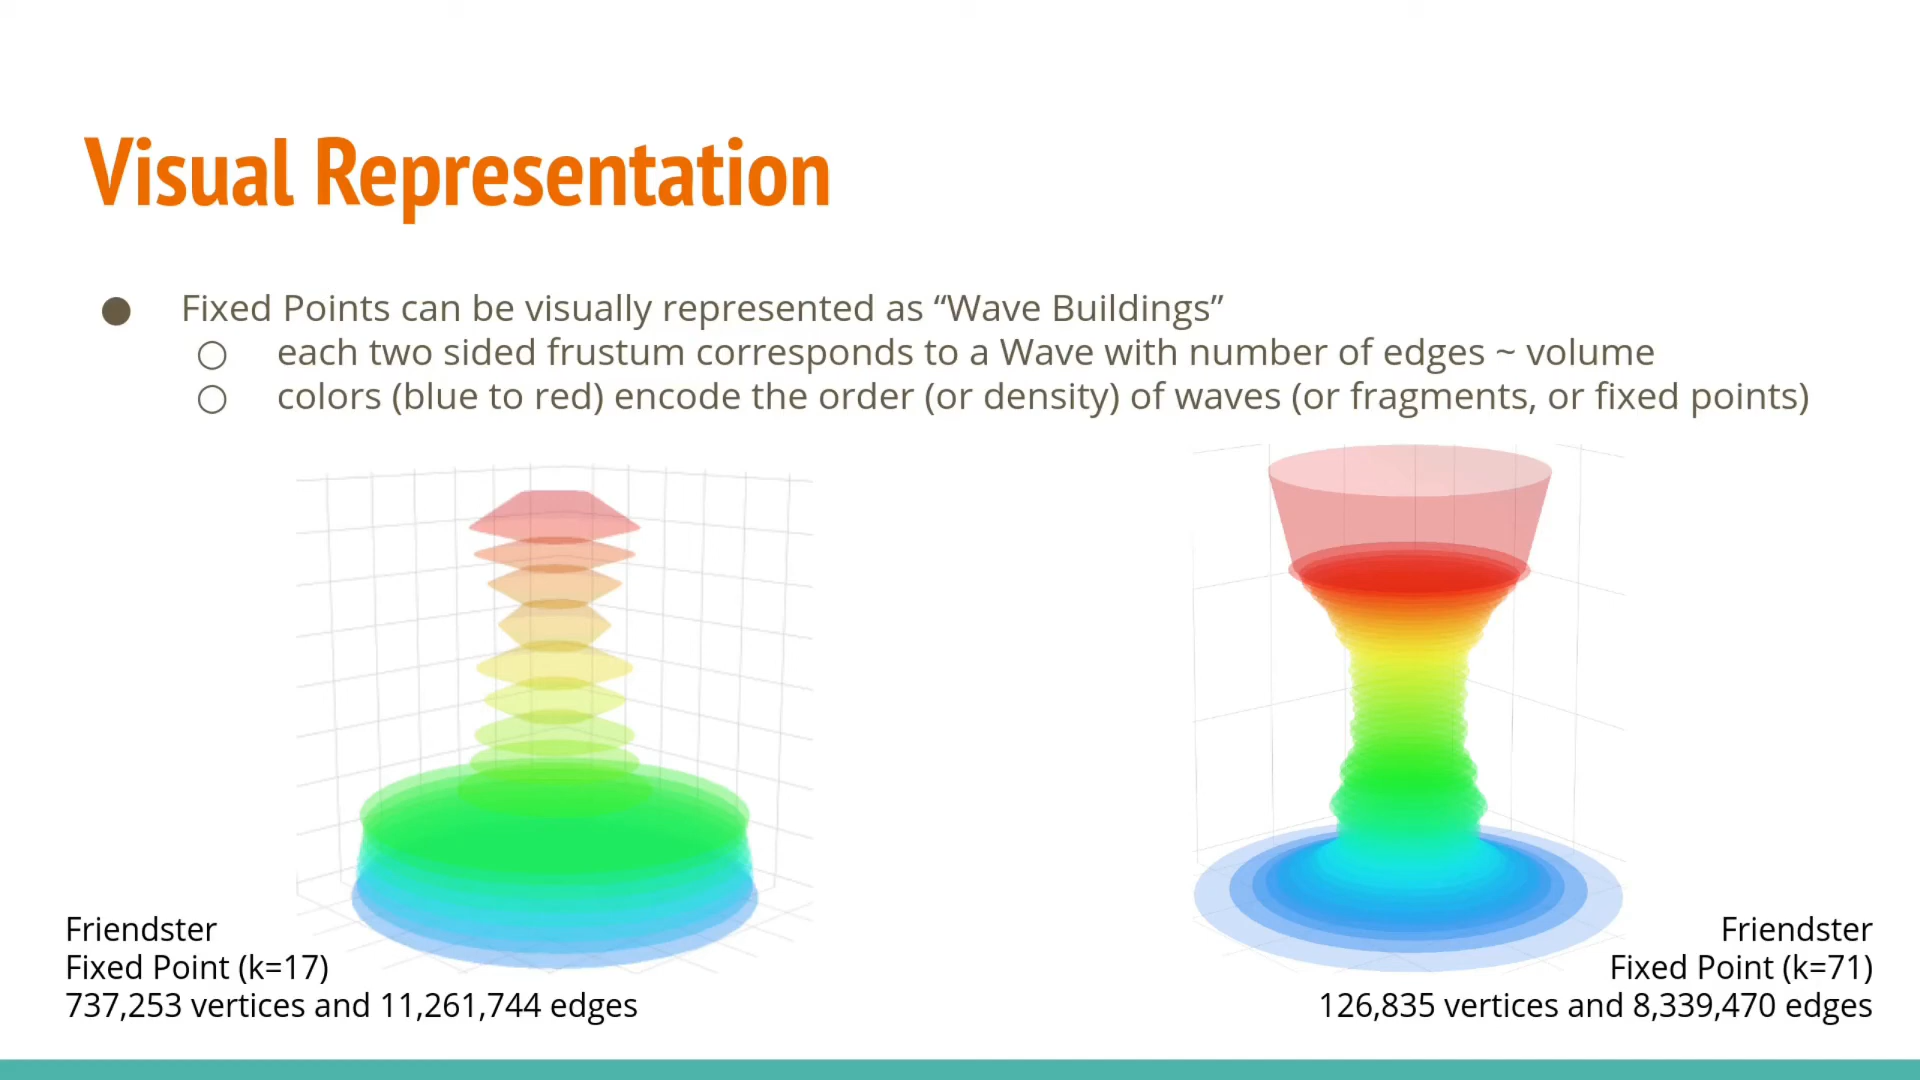 Visual Representation
● Fixed Points can be visually represented as “Wave Buildings”
○ each two sided frustum corresponds to a Wave with number of edges ~ volume
○ colors (blue to red) encode the order (or density) of waves (or fragments, or fixed points)
Friendster
Fixed Point (k=17)
737,253 vertices and 11,261,744 edges
Friendster
Fixed Point (k=71)
126,835 vertices and 8,339,470 edges